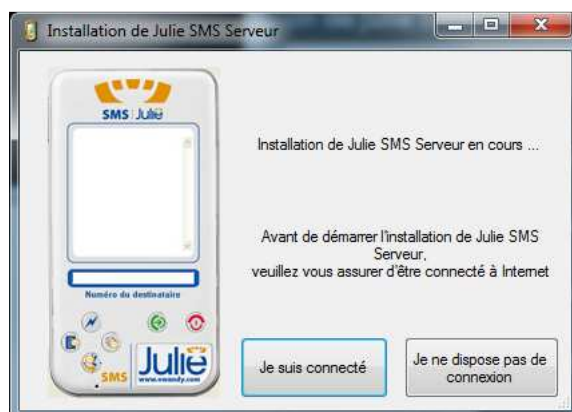 Installation de Julie SMS Serveur
SMS Julie
Numéro du destinataire
SMS
Julie
www.owandy.com
Installation de Julie SMS Serveur en cours ...
Avant de démarrer l'installation de Julie SMS
Serveur,
veuillez vous assurer d'être connecté à Internet
Je suis connecté
Je ne dispose pas de
connexion